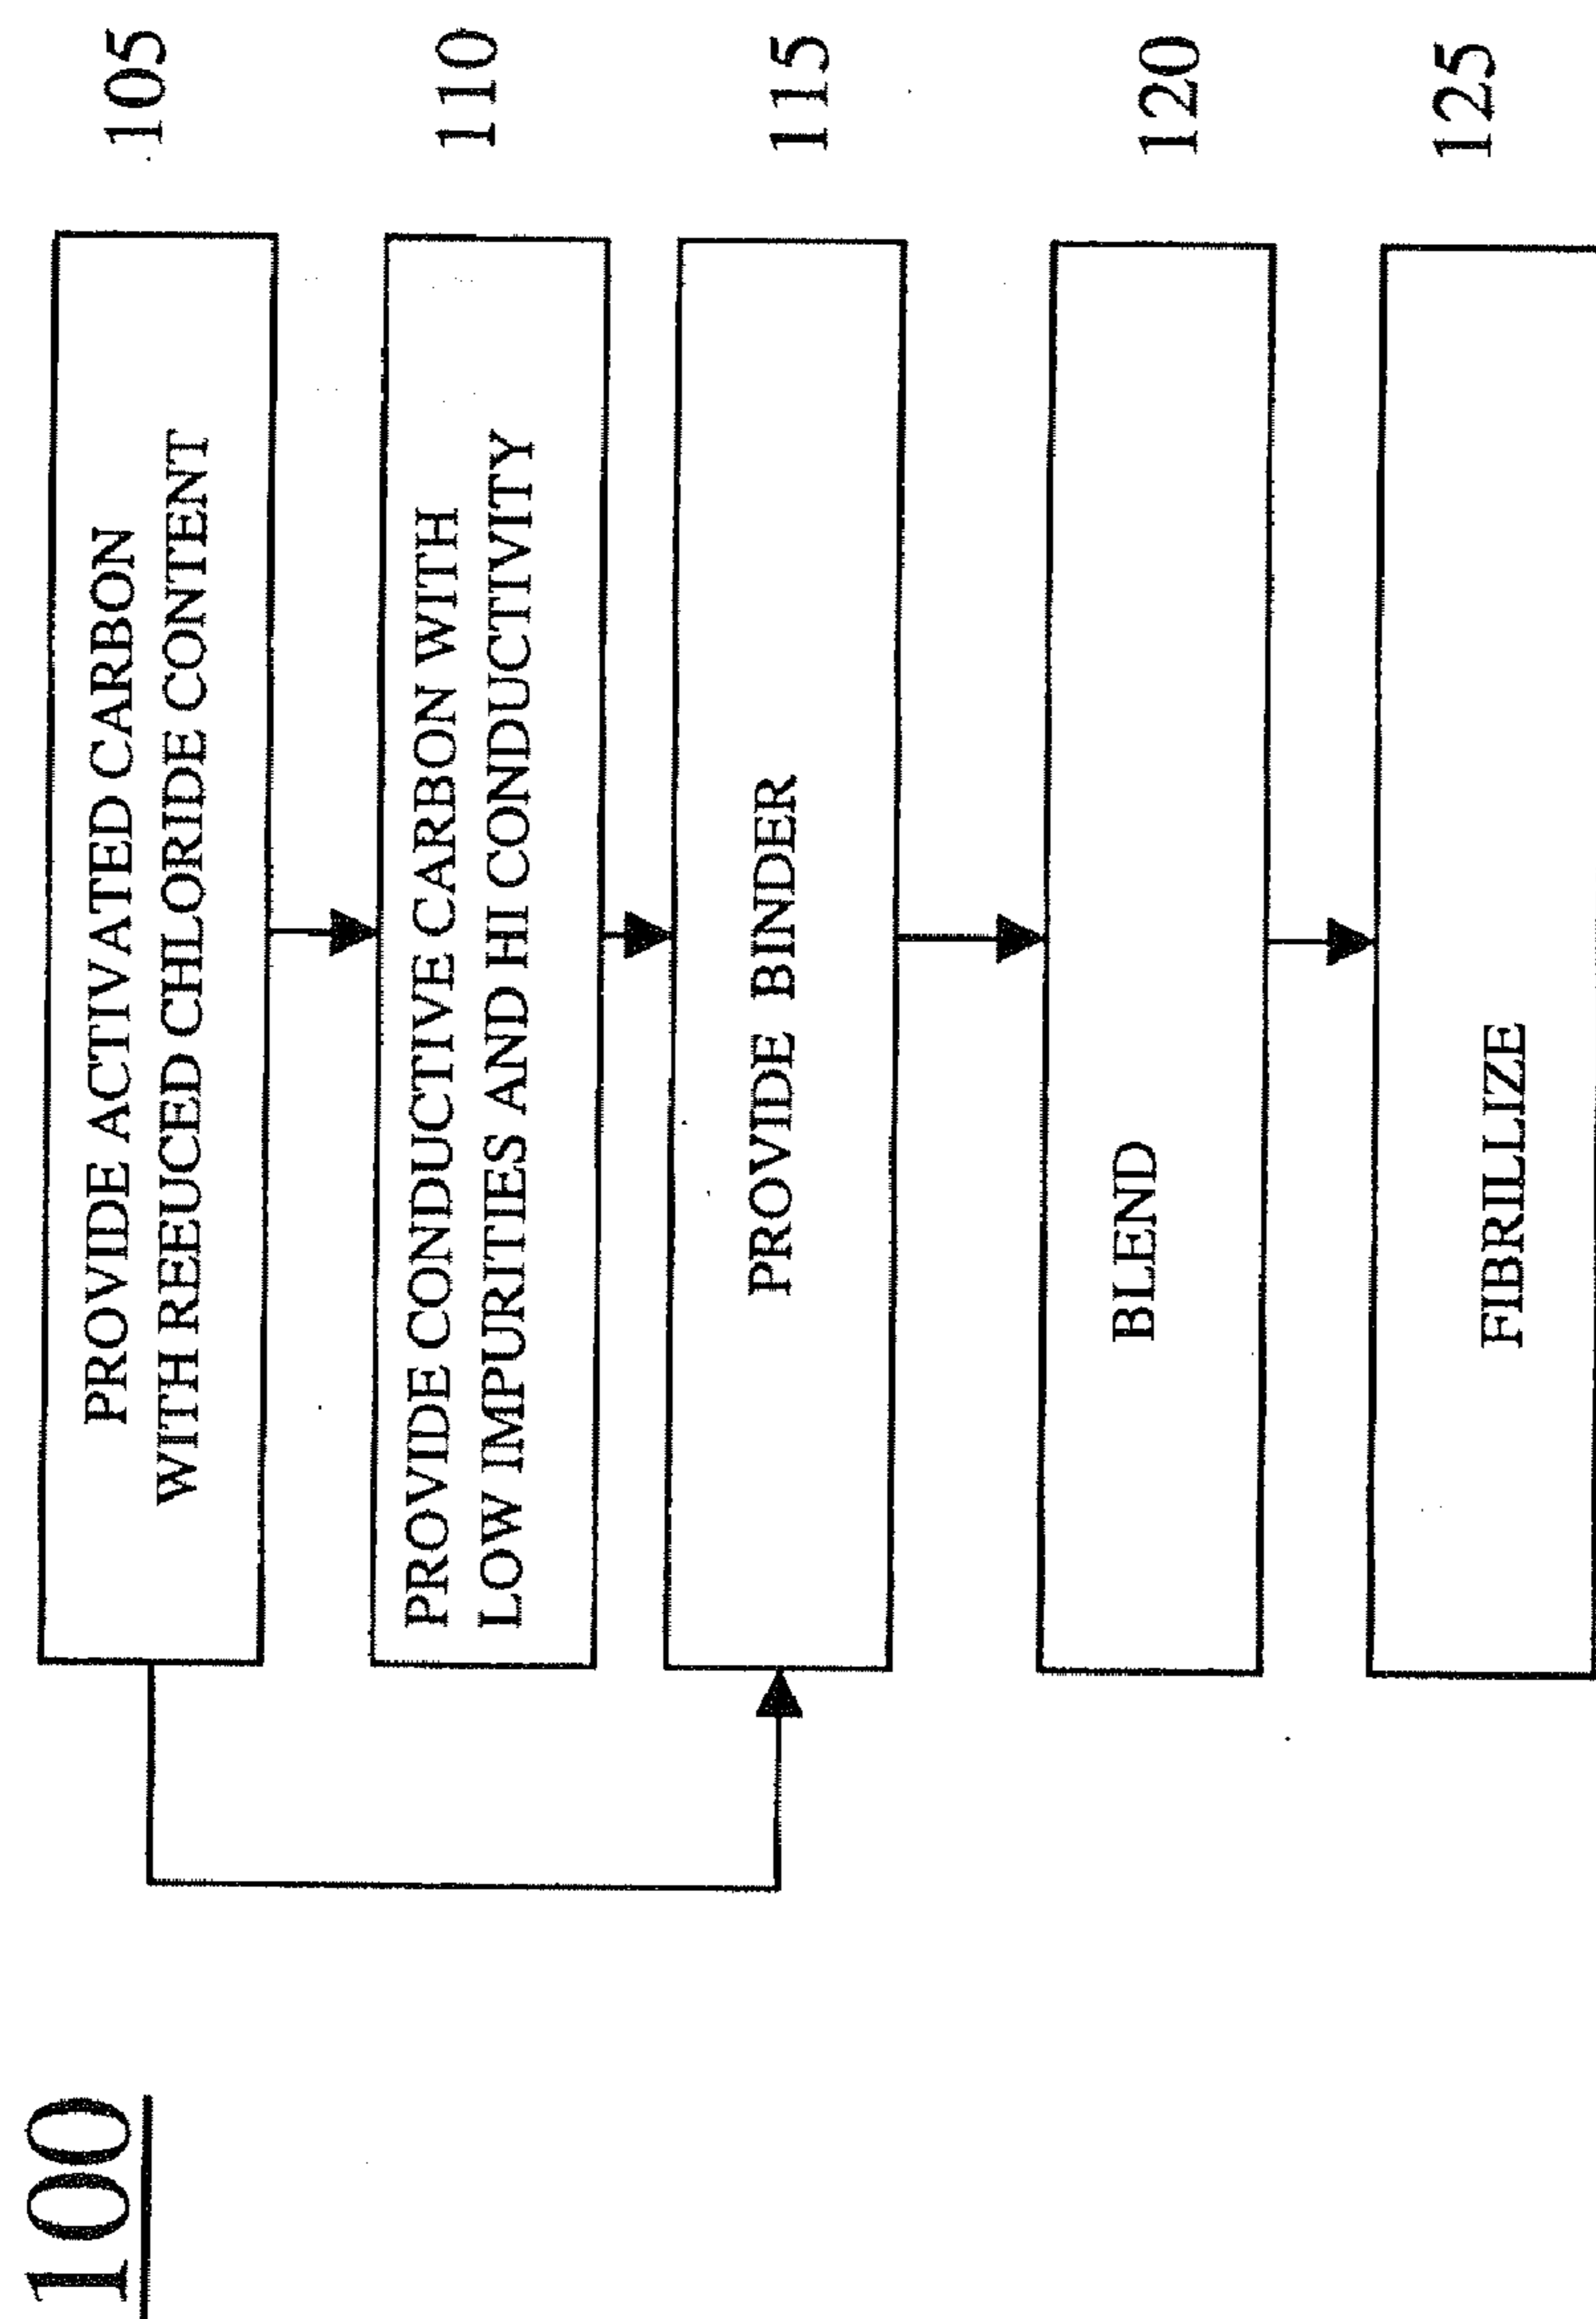 100
PROVIDE ACTIVATED CARBON
WITH REEUCED CHLORIDE CONTENT
105
PROVIDE CONDUCTIVE CARBON WITH
LOW IMPURITIES AND HI CONDUCTIVITY
110
PROVIDE BINDER
115
BLEND
120
FIBRILLIZE
125